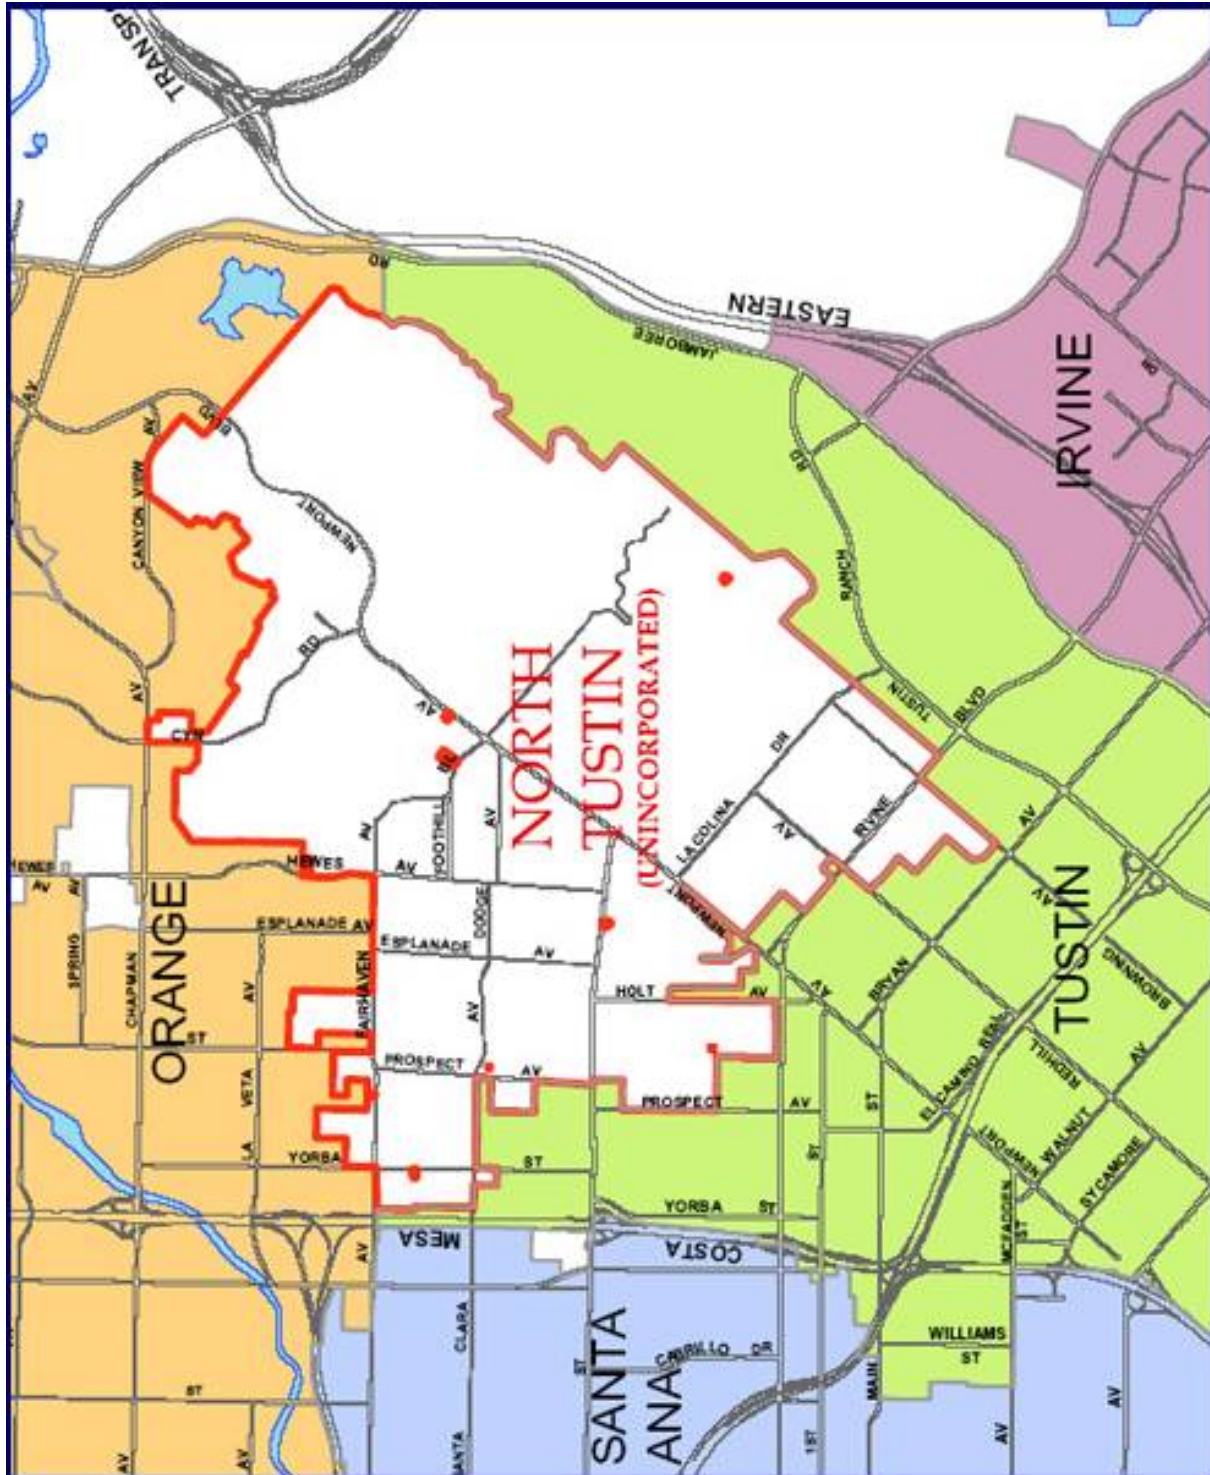 TRANSPO
AV
AV
HEWES
AV
ST
SPRING
AV
AV
CHAPMAN
AV
CANYON VIEW
AV
ORANGE
CYN
ST
BLVD
LA
VETA
AV
AV
YORBA
ESPLANADE
AV
HEWES
RD
NEWPORT
AV
FAIRHAVEN
AV
RD
PROSPECT
ESPLANADE
AV
MESA
AV
FOOTHILL
BL
SANTA
CLARA
AV
DODGE
AV
ST
AV
AV
NORTH
TUSTIN
(UNINCORPORATED)
ST
SANTA
ANA
HOLT
PROSPECT
YORBA
CABRILLO
DR
COSTA
LA COLINA
DR
JAMBOREE
NEWPORT
EASTERN
ST
AV
AV
AV
RD
1ST
ST
AV
RANCH
MAIN
ST
BRYAN
IRVINE
TUSTIN
BLVD
EL CAMINO REAL
WILLIAMS
ST
NEWPORT
MCFADDEN
ST
AV
REDHILL
AV
AV
WALNUT
AV
TUSTIN
IRVINE
SYCAMORE
BROWNING
AV
DR